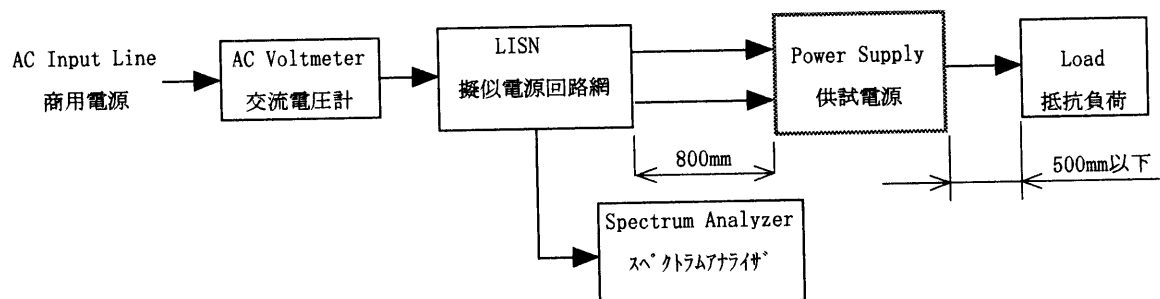 AC Input Line
商用電源
AC Voltmeter
交流電圧計
LISN
擬似電源回路網
Power Supply
供試電源
Load
抵抗負荷
800mm
500mm以下
Spectrum Analyzer
ｽﾍﾟｸﾄﾗﾑｱﾅﾗｲｻﾞ